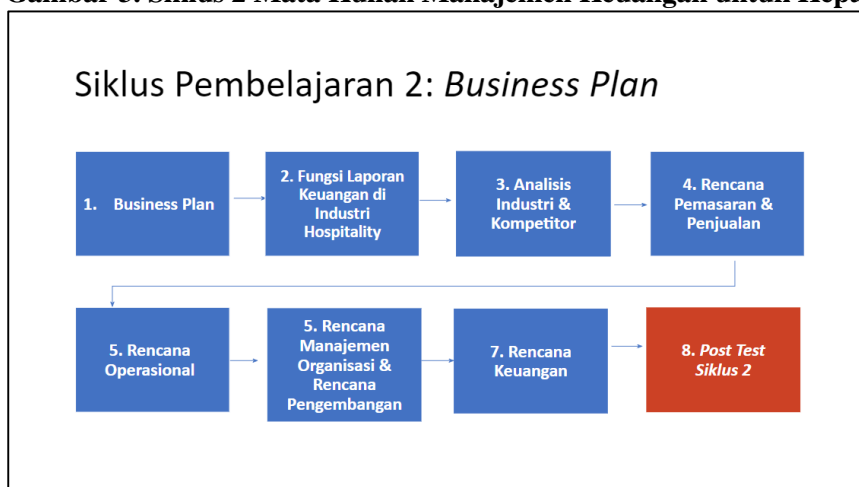 Siklus Pembelajaran 2: Business Plan
1. Business Plan
2. Fungsi Laporan
Keuangan di
Industri
Hospitality
3. Analisis
Industri &
Kompetitor
4. Rencana
Pemasaran &
Penjualan
5. Rencana
Operasional
5. Rencana
Manajemen
Organisasi &
Rencana
Pengembangan
7. Rencana
Keuangan
8. Post Test
Siklus 2